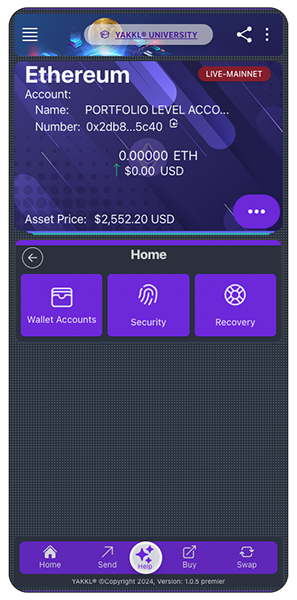 YAKKL® UNIVERSITY
Ethereum
LIVE-MAINNET
Account:
Name: PORTFOLIO LEVEL ACCO...
Number: 0x2db8...5c40
0.00000 ETH
↑ $0.00 USD
Asset Price: $2,552.20 USD
Home
Wallet Accounts Security Recovery
Home Send Help Buy Swap
YAKKL® ©Copyright 2024, Version: 1.0.5 premier